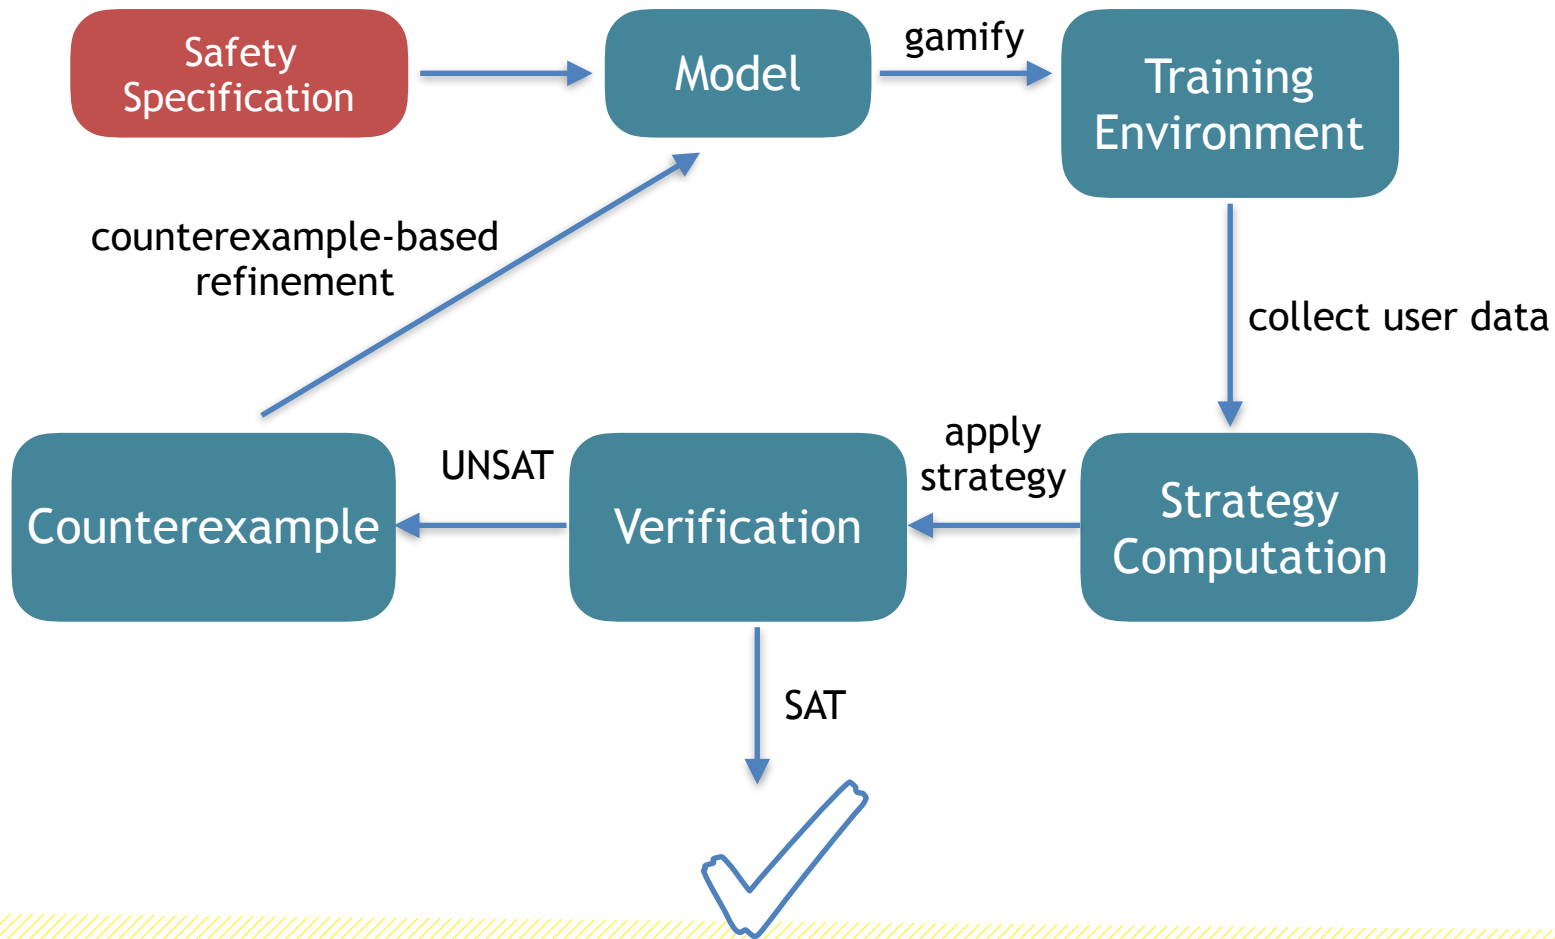 Safety
Specification
Model
gamify
Training
Environment
counterexample-based
refinement
collect user data
Counterexample
UNSAT
Verification
apply
strategy
Strategy
Computation
SAT